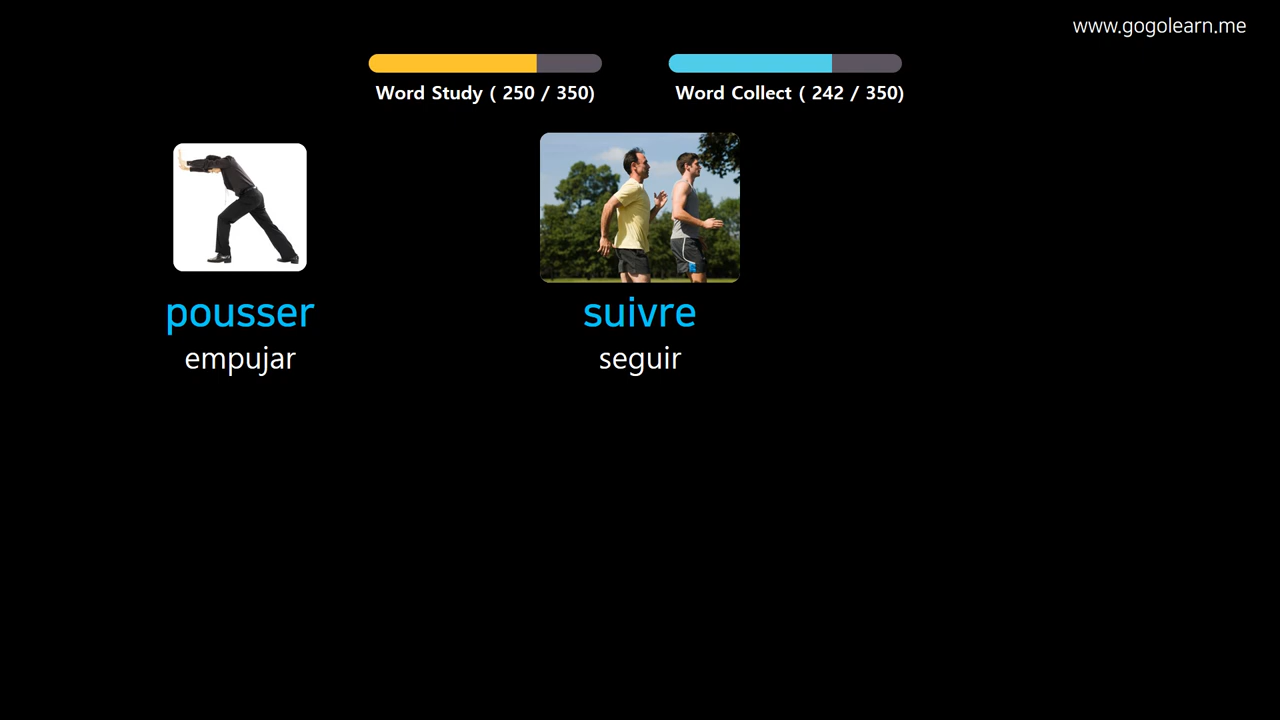 www.gogolearn.me
Word Study ( 250 / 350)
Word Collect ( 242 / 350)
pousser
empujar
suivre
seguir